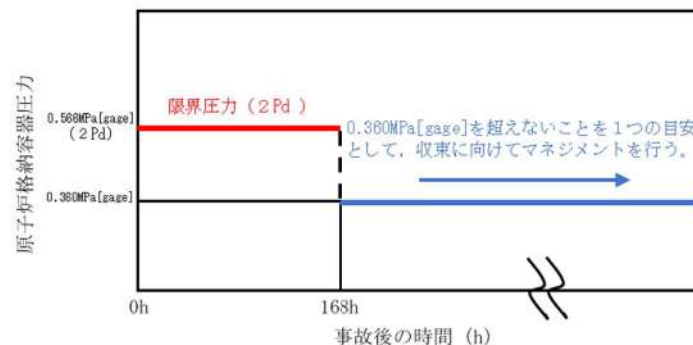 原子炉格納容器圧力
0.566MPa[gage]
(2Pd)
0.360MPa[gage]
限界圧力（2Pd ）
0.360MPa[gage]を超えないことを１つの目安
として，収束に向けてマネジメントを行う。
0h
168h
事故後の時間（h）